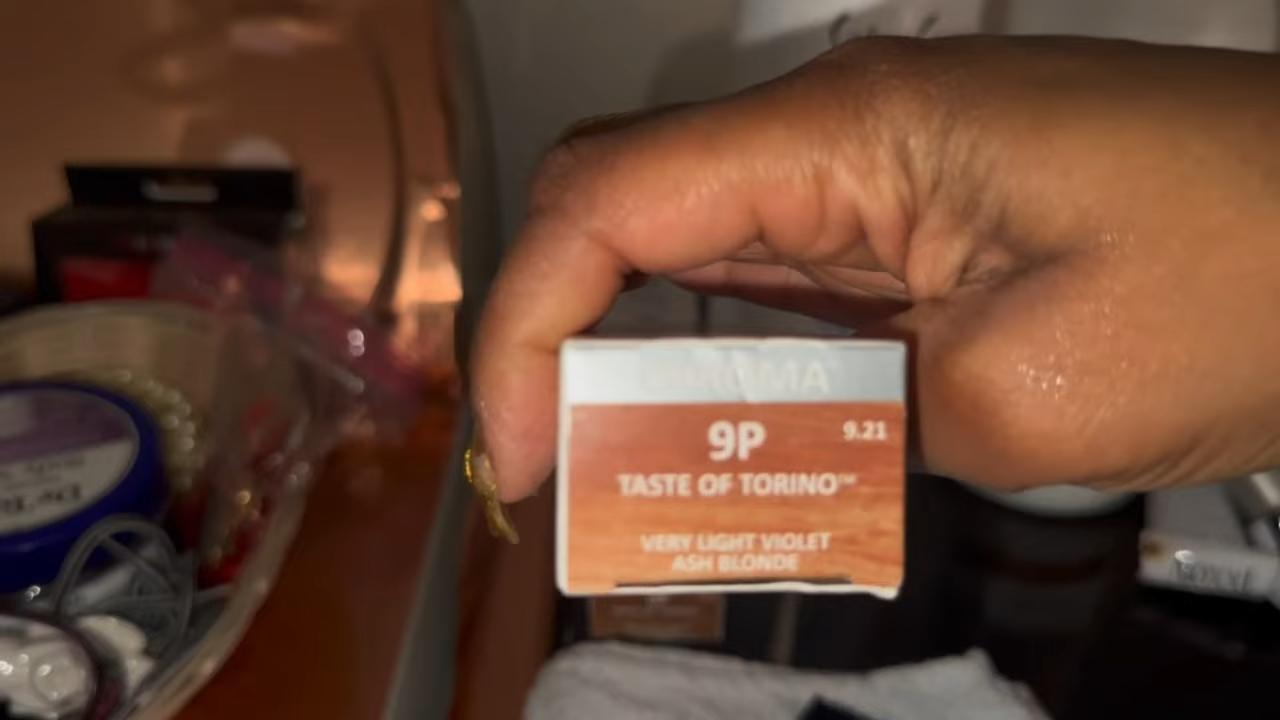 9P
9.21
TASTE OF TORINO™
VERY LIGHT VIOLET
ASH BLONDE